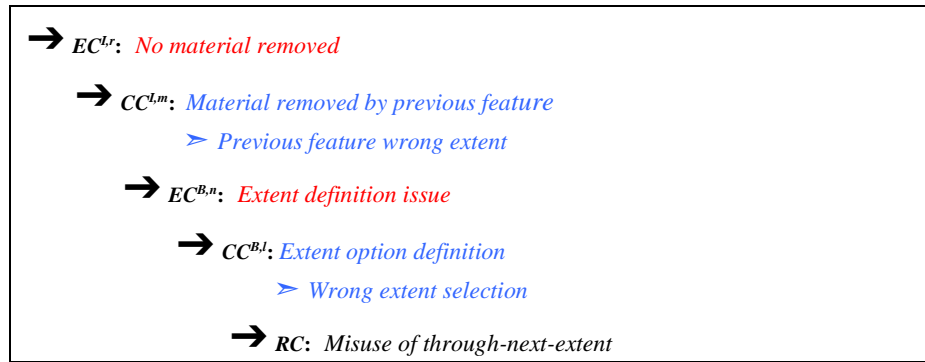 ➔ EC^{I,r}: No material removed
➔ CC^{I,m}: Material removed by previous feature
➢ Previous feature wrong extent
➔ EC^{B,n}: Extent definition issue
➔ CC^{B,l}: Extent option definition
➢ Wrong extent selection
➔ RC: Misuse of through-next-extent